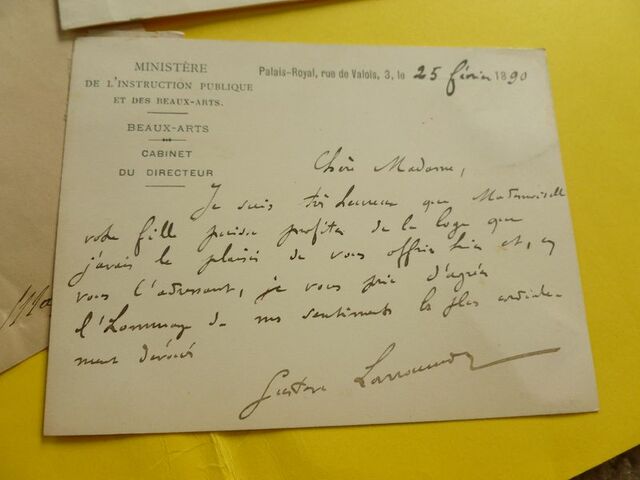 MINISTÈRE
DE L'INSTRUCTION PUBLIQUE
ET DES BEAUX-ARTS.
BEAUX-ARTS
CABINET
DU DIRECTEUR
Palais-Royal, rue de Valois, 3, le 25 février 1890
Chère Madame,
Je suis très heureux que Mademoiselle
votre fille puisse profiter de la loge que
j'avais le plaisir de vous offrir hier et, en
vous l'adressant, je vous prie d'agréer
l'hommage de mes sentiments les plus cordiale-
ment dévoués
Gustave Larroumet